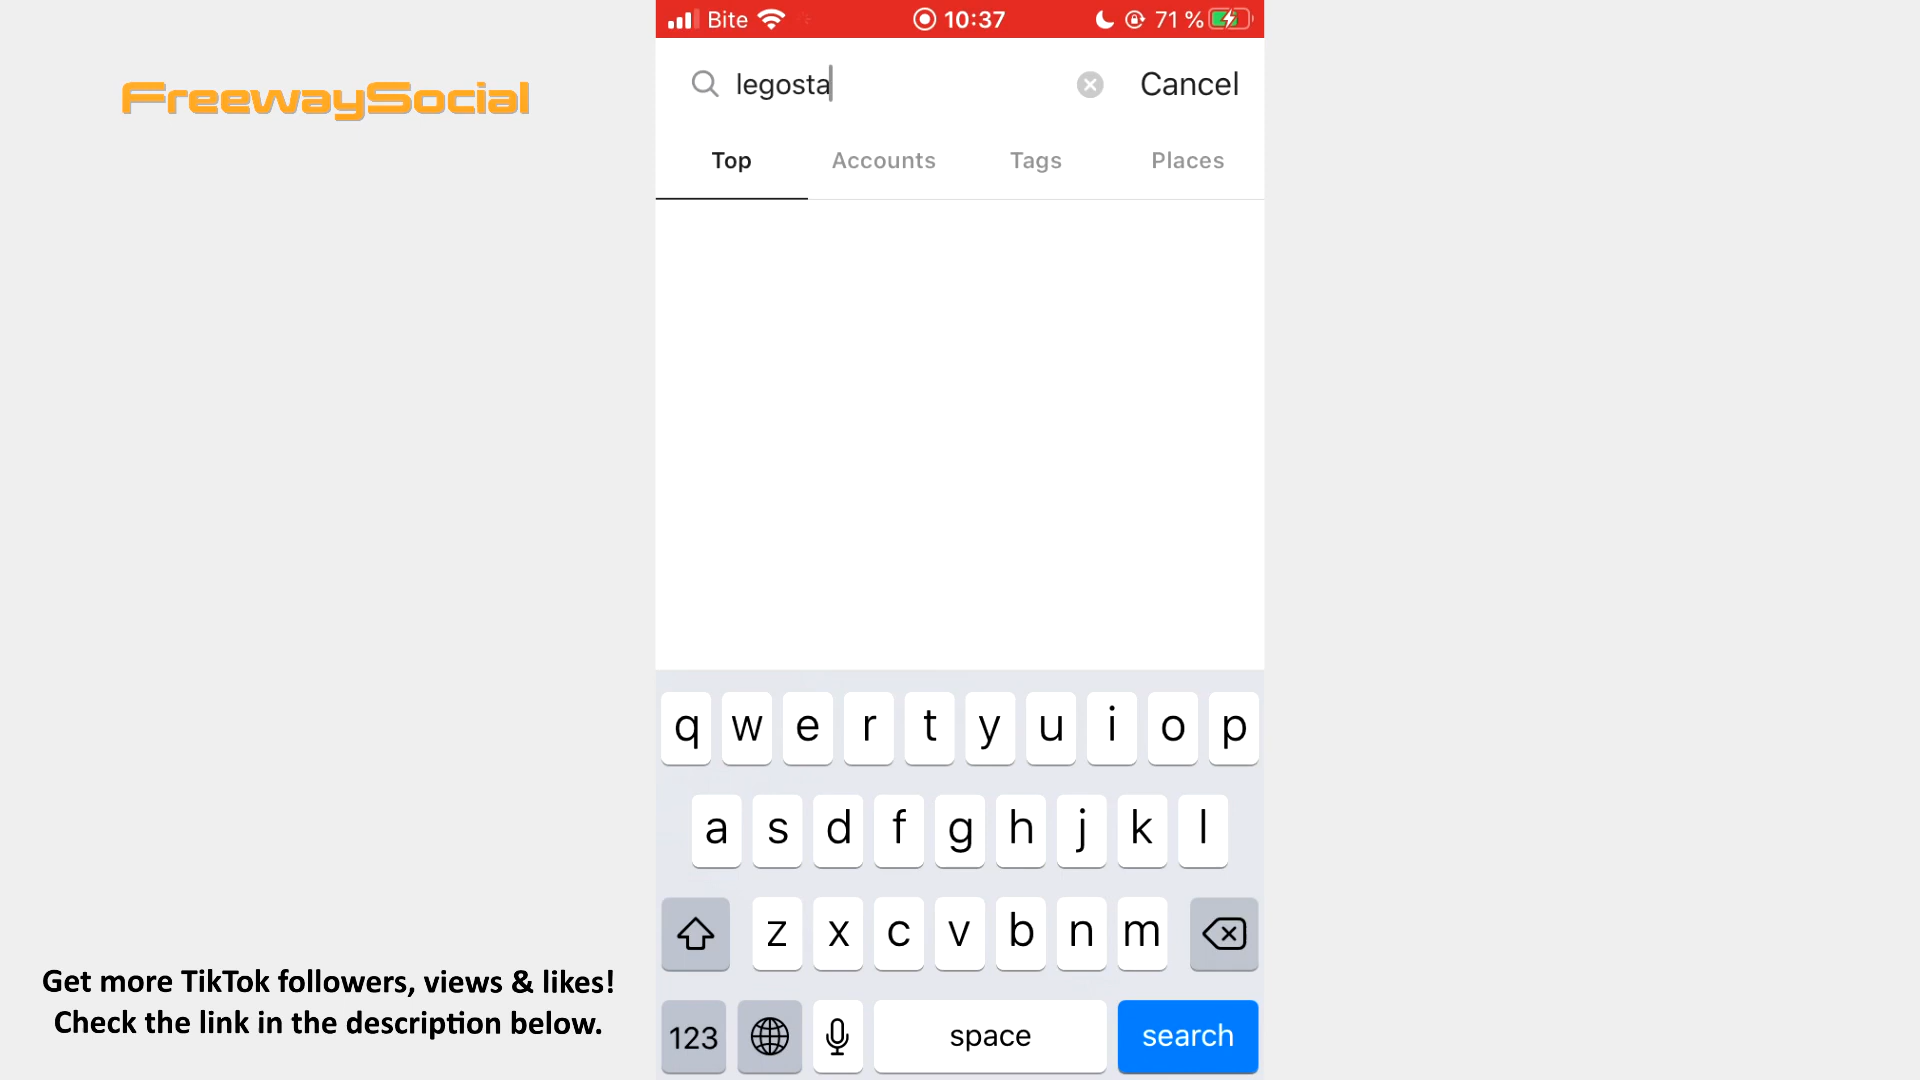 FreewaySocial
Bite 10:37 71 %
legosta Cancel
Top Accounts Tags Places
q w e r t y u i o p
a s d f g h j k l
z x c v b n m
123 space search
Get more TikTok followers, views & likes!
Check the link in the description below.